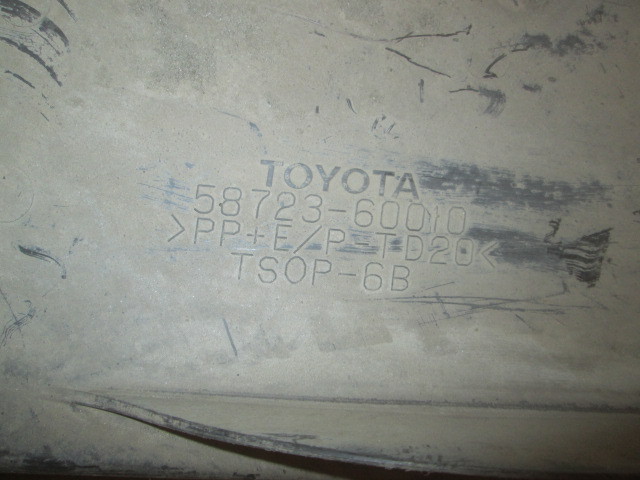 TOYOTA
58723-60010
>PP+E/P-TD20<
TSOP-6B